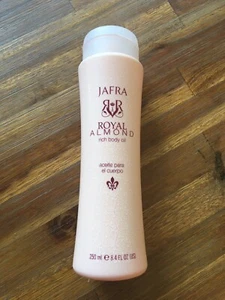 JAFRA
ROYAL
ALMOND
rich body oil
aceite para
el cuerpo
250 ml ℮ 8.4 FL OZ (US)